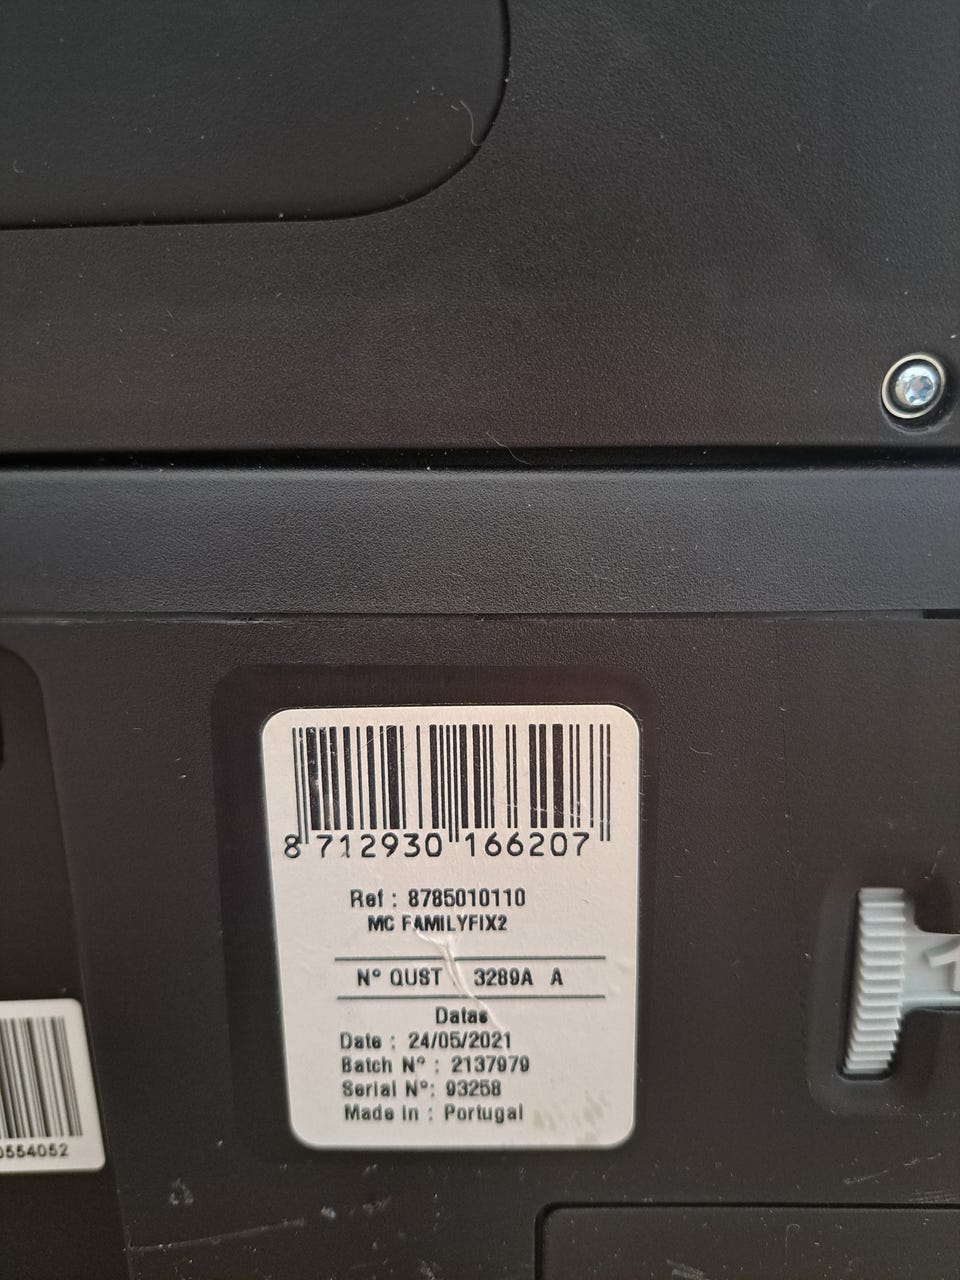 8 712930 166207
Ref : 8785010110
MC FAMILYFIX2
N° QUST 3289A A
Datas
Date : 24/05/2021
Batch N° : 2137979
Serial N°: 93258
Made in : Portugal
0554052
1